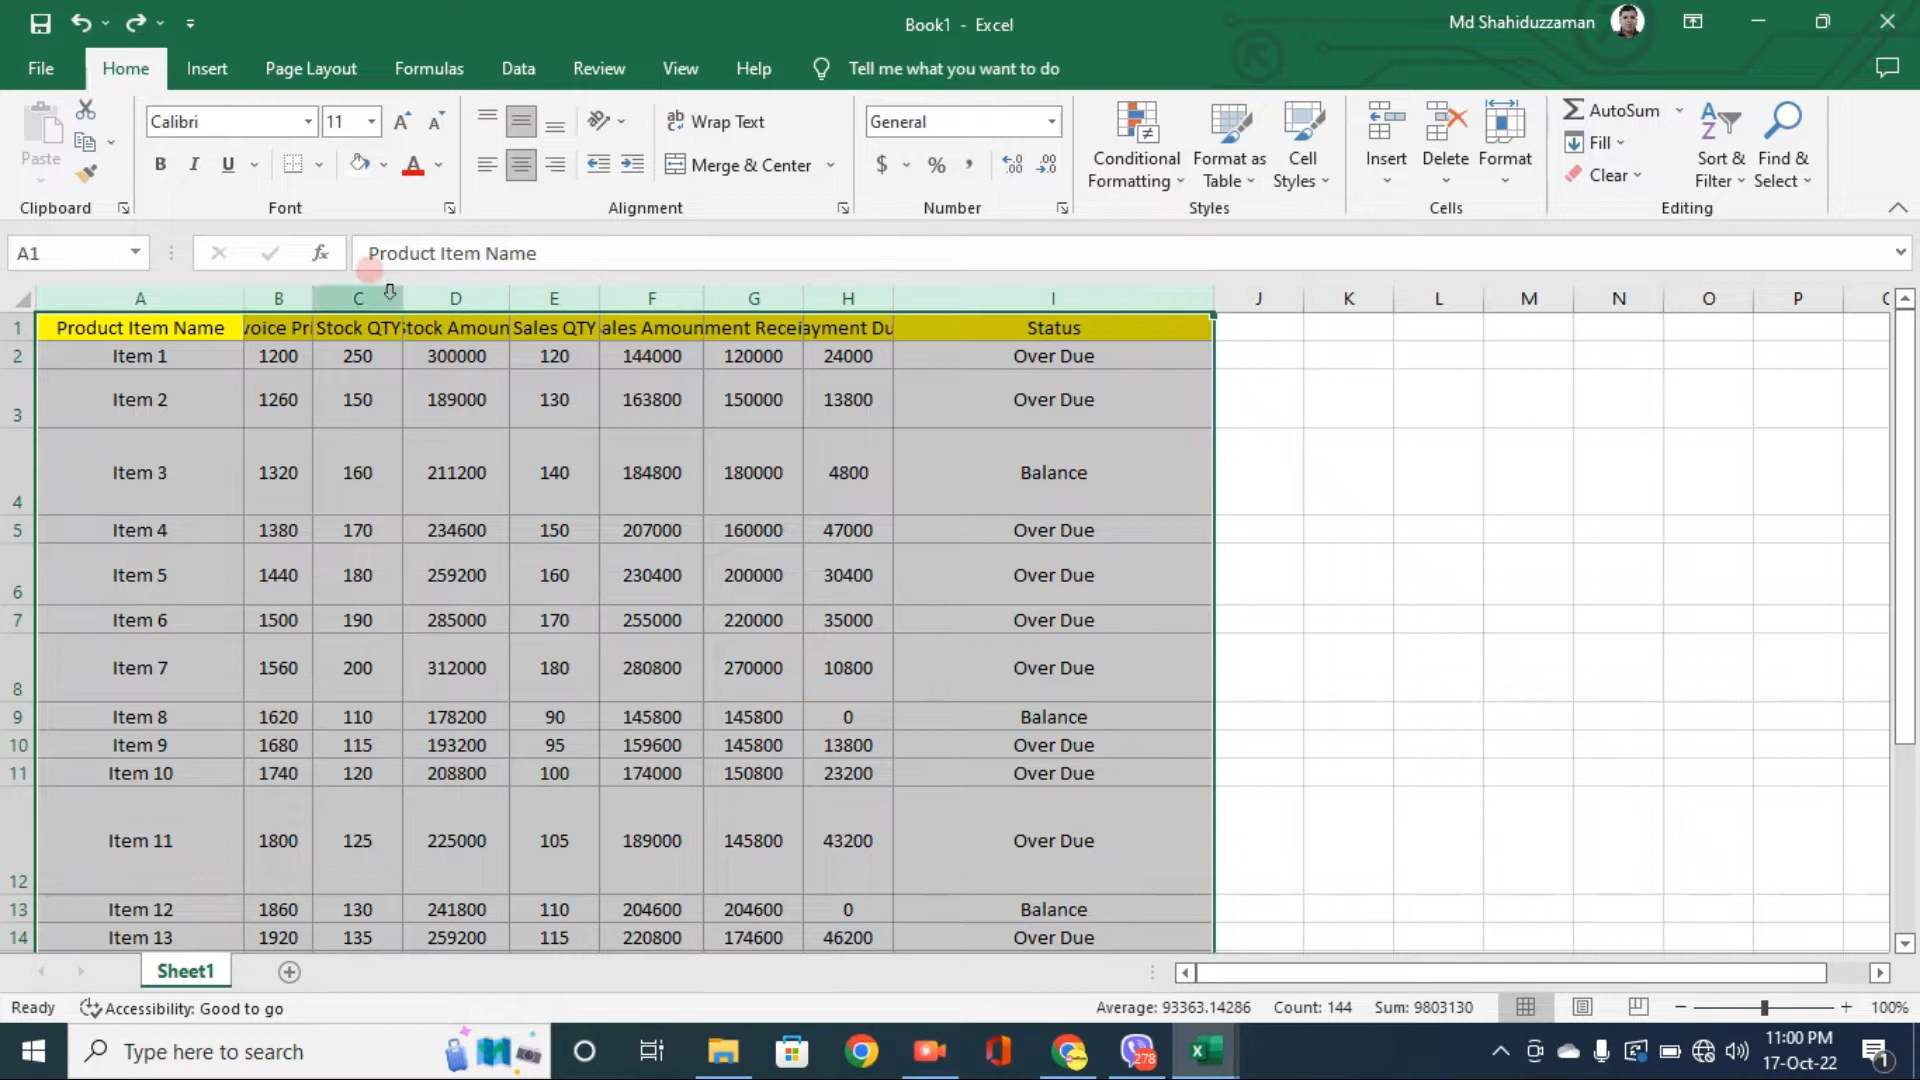 Book1 - Excel
Md Shahiduzzaman
File Home Insert Page Layout Formulas Data Review View Help Tell me what you want to do
Paste
Calibri 11
B I U A
Wrap Text
Merge & Center
General
$ % ,
Conditional Formatting
Format as Table
Cell Styles
Insert Delete Format
AutoSum
Fill
Clear
Sort & Filter
Find & Select
Clipboard Font Alignment Number Styles Cells Editing
A1 fx Product Item Name
A B C D E F G H I J K L M N O P
1 Product Item Name voice Pri Stock QTY tock Amoun Sales QTY ales Amoun ment Recei ayment Du Status
2 Item 1 1200 250 300000 120 144000 120000 24000 Over Due
3 Item 2 1260 150 189000 130 163800 150000 13800 Over Due
4 Item 3 1320 160 211200 140 184800 180000 4800 Balance
5 Item 4 1380 170 234600 150 207000 160000 47000 Over Due
6 Item 5 1440 180 259200 160 230400 200000 30400 Over Due
7 Item 6 1500 190 285000 170 255000 220000 35000 Over Due
8 Item 7 1560 200 312000 180 280800 270000 10800 Over Due
9 Item 8 1620 110 178200 90 145800 145800 0 Balance
10 Item 9 1680 115 193200 95 159600 145800 13800 Over Due
11 Item 10 1740 120 208800 100 174000 150800 23200 Over Due
12 Item 11 1800 125 225000 105 189000 145800 43200 Over Due
13 Item 12 1860 130 241800 110 204600 204600 0 Balance
14 Item 13 1920 135 259200 115 220800 174600 46200 Over Due
Sheet1
Ready Accessibility: Good to go Average: 93363.14286 Count: 144 Sum: 9803130 100%
Type here to search
278
11:00 PM
17-Oct-22
1